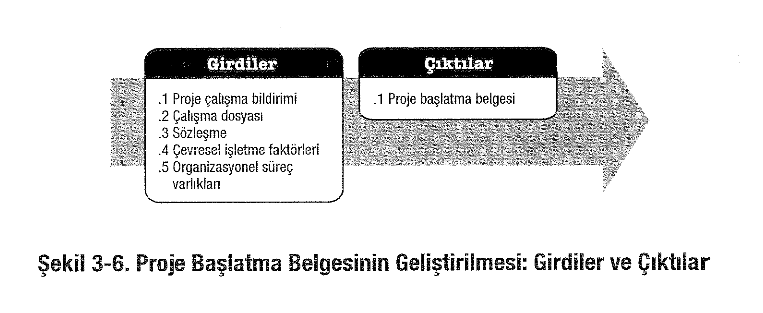 Girdiler
.1 Proje çalışma bildirimi
.2 Çalışma dosyası
.3 Sözleşme
.4 Çevresel işletme faktörleri
.5 Organizasyonel süreç
varlıkları
Çıktılar
.1 Proje başlatma belgesi
Şekil 3-6. Proje Başlatma Belgesinin Geliştirilmesi: Girdiler ve Çıktılar